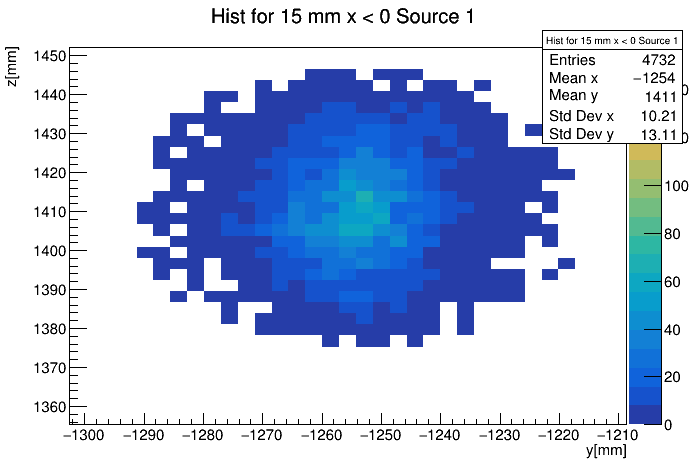 Hist for 15 mm x < 0 Source 1
Hist for 15 mm x < 0 Source 1
Entries 4732
Mean x −1254
Mean y 1411
Std Dev x 10.21
Std Dev y 13.11
z[mm]
1450
1440
1430
1420
1410
1400
1390
1380
1370
1360
−1300 −1290 −1280 −1270 −1260 −1250 −1240 −1230 −1220 −1210
y[mm]
0
0
100
80
60
40
20
0